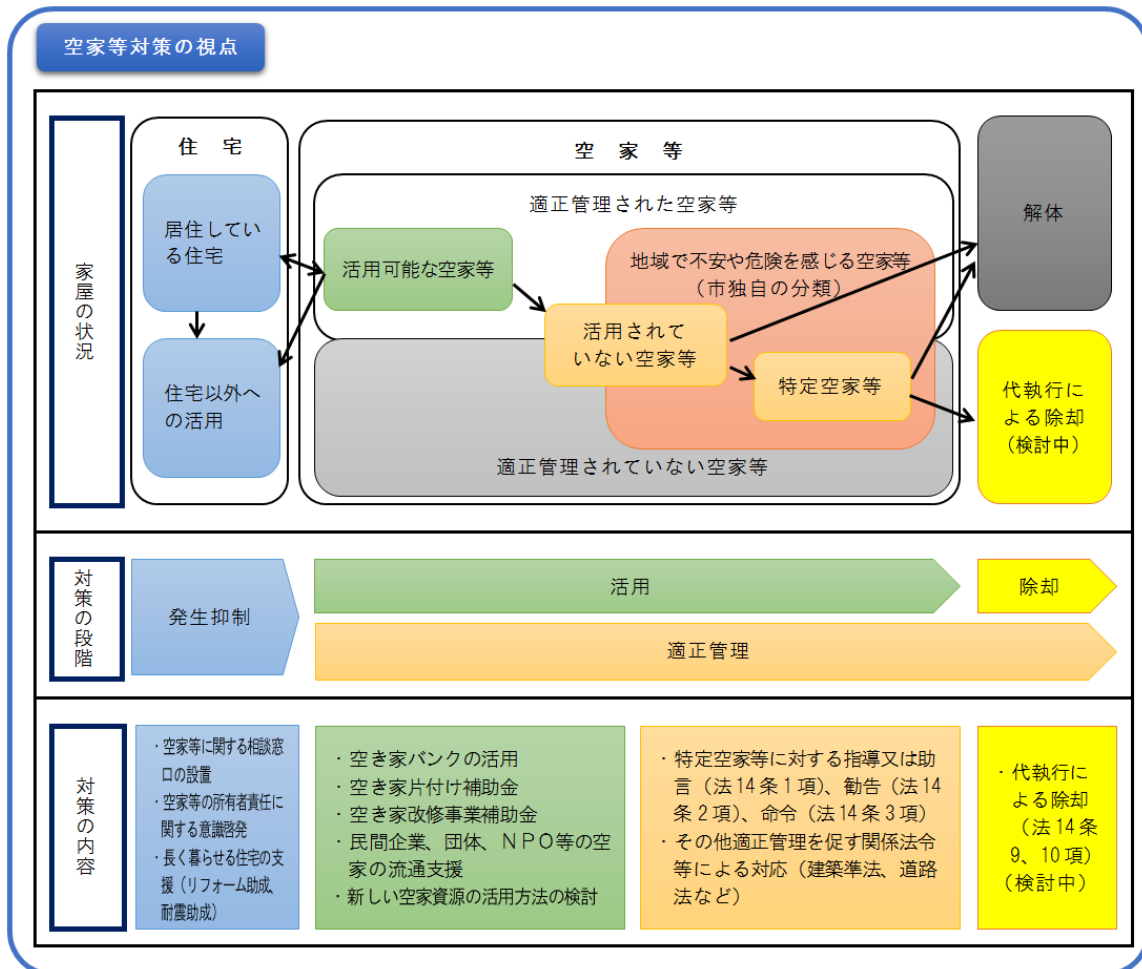 空家等対策の視点
家屋の状況
住 宅
居住してい
る住宅
住宅以外へ
の活用
空 家 等
適正管理された空家等
活用可能な空家等
地域で不安や危険を感じる空家等
（市独自の分類）
活用されて
いない空家等
特定空家等
適正管理されていない空家等
解体
代執行に
よる除却
（検討中）
対策の段階
発生抑制
活用
除却
適正管理
対策の内容
・空家等に関する相談窓
口の設置
・空家等の所有者責任に
関する意識啓発
・長く暮らせる住宅の支
援（リフォーム助成、
耐震助成）
・空き家バンクの活用
・空き家片付け補助金
・空き家改修事業補助金
・民間企業、団体、ＮＰＯ等の空
家の流通支援
・新しい空家資源の活用方法の検討
・特定空家等に対する指導又は助
言（法14条１項）、勧告（法14
条２項）、命令（法14条３項）
・その他適正管理を促す関係法令
等による対応（建築準法、道路
法など）
・代執行に
よる除却
（法14条
９、10項）
（検討中）